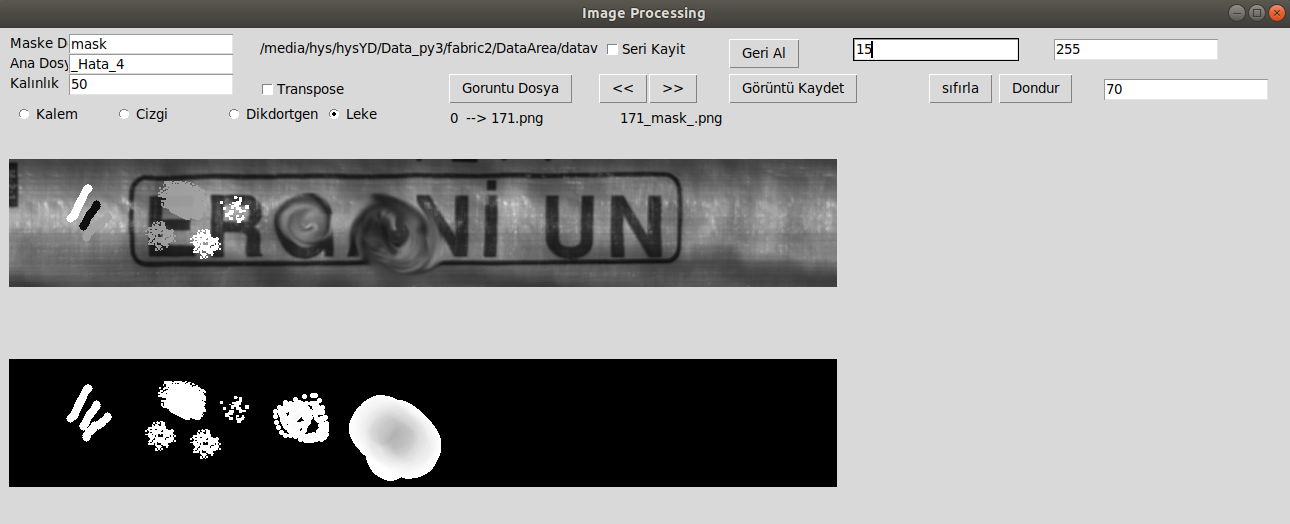 Image Processing
Maske D mask /media/hys/hysYD/Data_py3/fabric2/DataArea/datav Seri Kayit Geri Al 15 255
Ana Dosy _Hata_4
Kalınlık 50 Transpose Goruntu Dosya << >> Görüntü Kaydet sıfırla Dondur 70
Kalem Cizgi Dikdortgen Leke 0 --> 171.png 171_mask_.png
ERGANİ UN